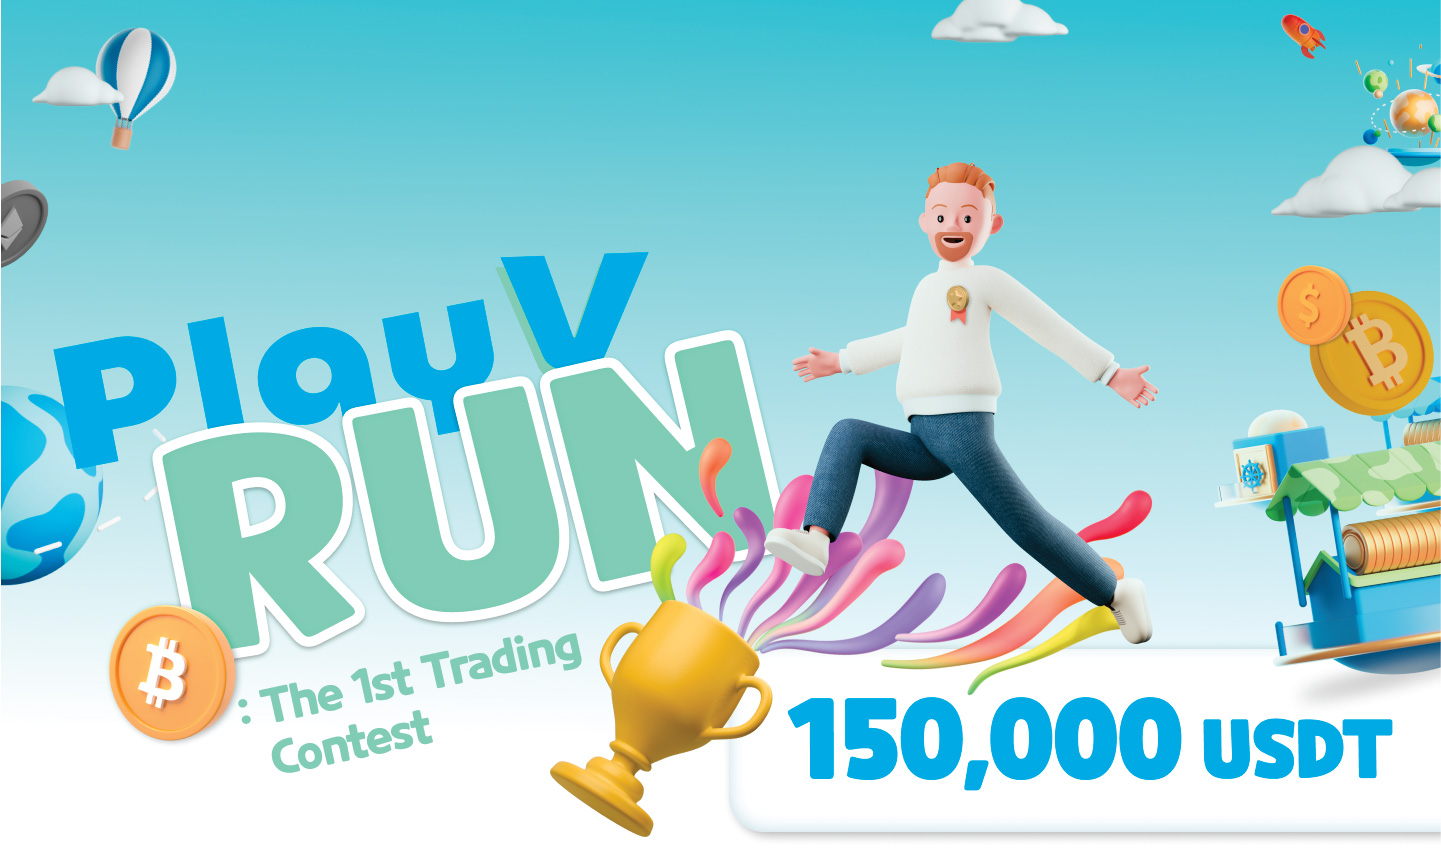 PlayV
RUN
: The 1st Trading
Contest
150,000 USDT